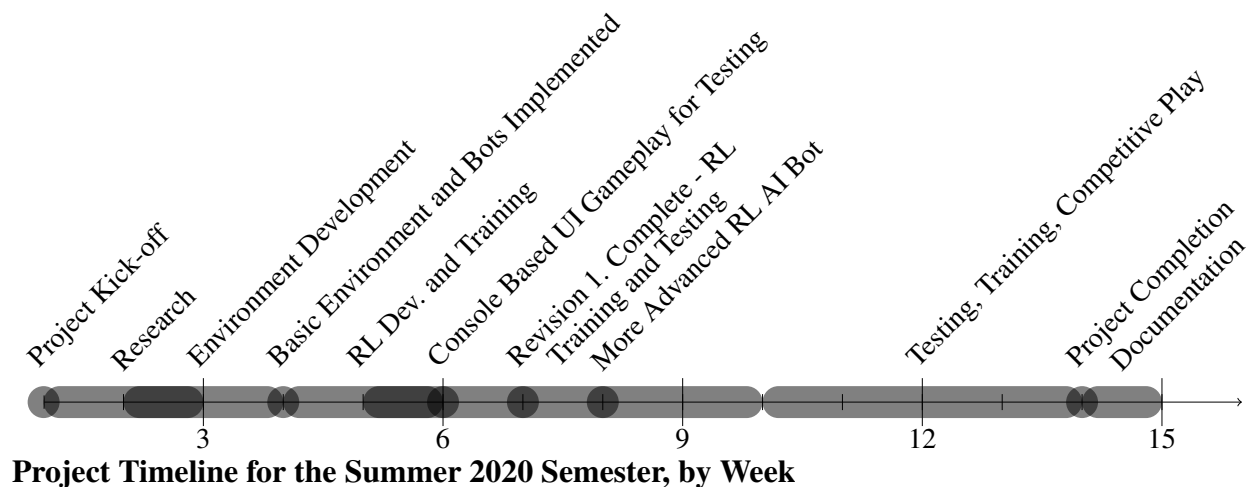 Project Kick-off
Research
Environment Development
Basic Environment and Bots Implemented
RL Dev. and Training
Console Based UI Gameplay for Testing
Revision 1. Complete - RL
Training and Testing
More Advanced RL AI Bot
Testing, Training, Competitive Play
Project Completion
Documentation
3 6 9 12 15
Project Timeline for the Summer 2020 Semester, by Week